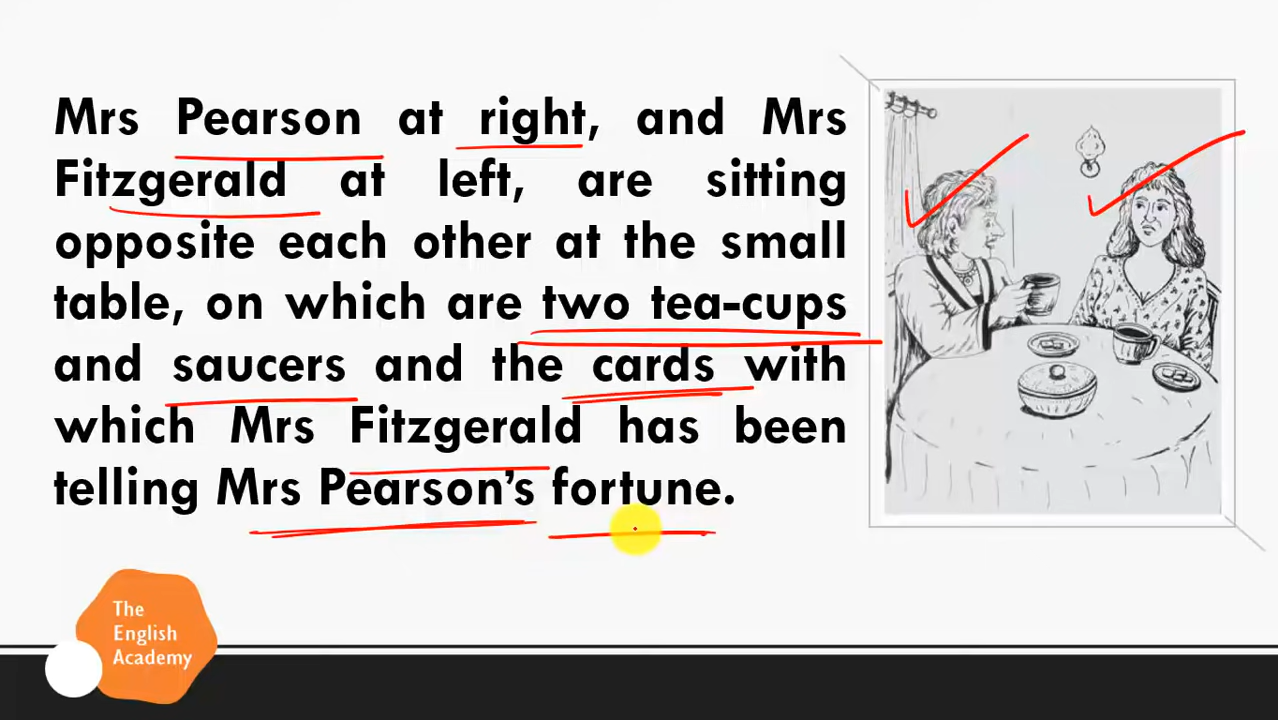 Mrs Pearson at right, and Mrs
Fitzgerald at left, are sitting
opposite each other at the small
table, on which are two tea-cups
and saucers and the cards with
which Mrs Fitzgerald has been
telling Mrs Pearson’s fortune.
The
English
Academy